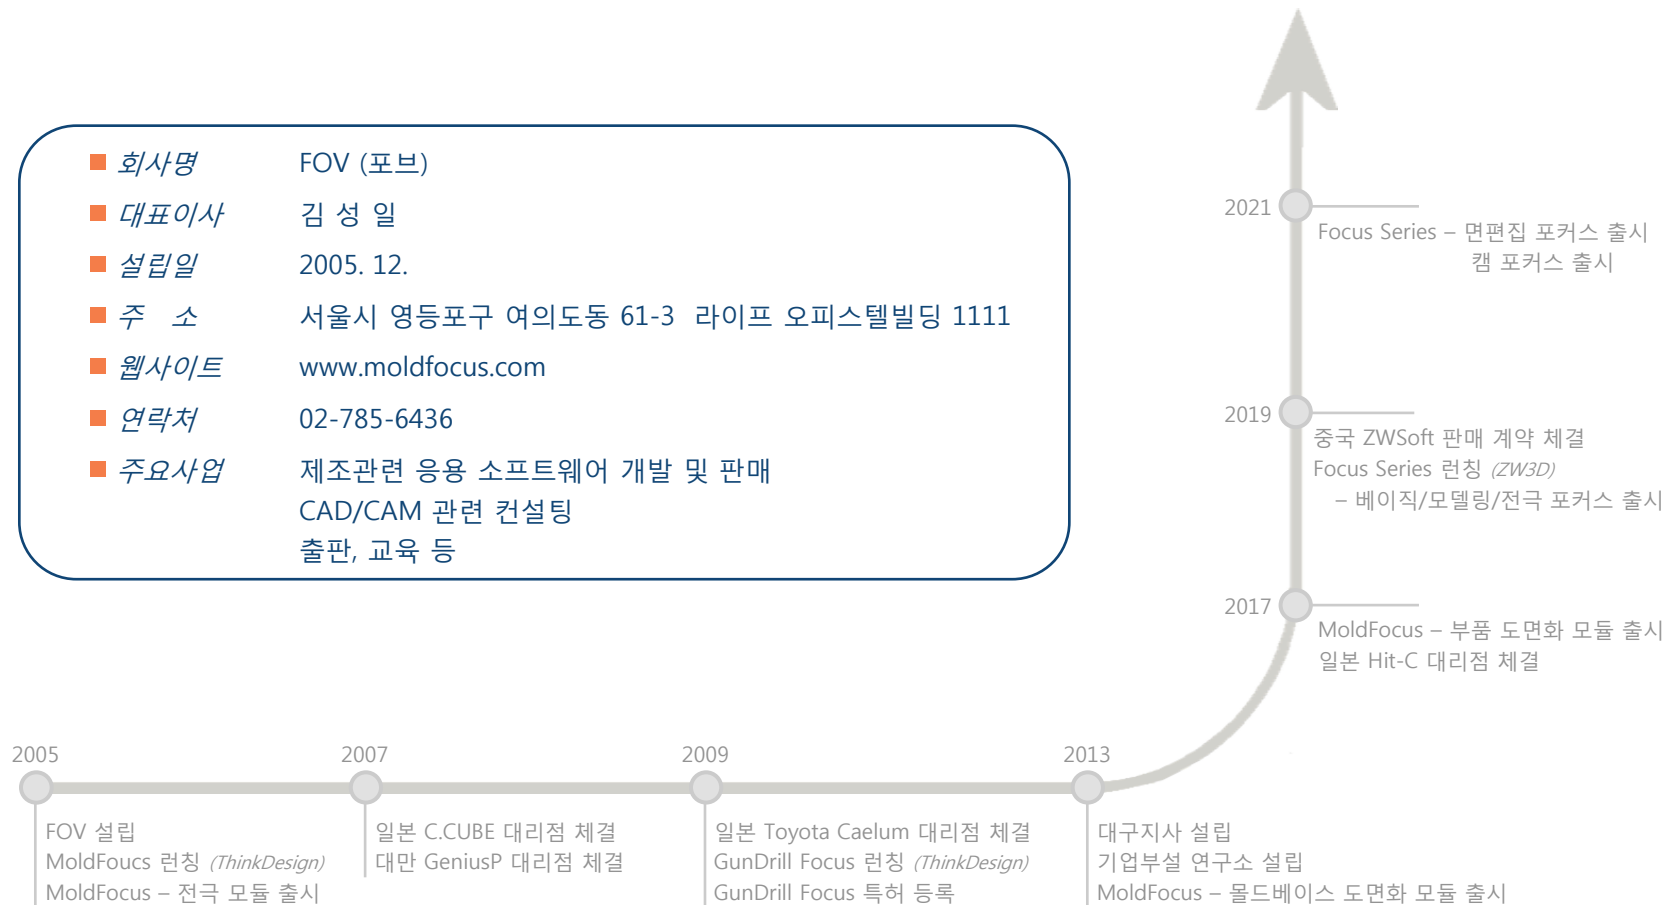 회사명 FOV (포브)
대표이사 김 성 일
설립일 2005. 12.
주 소 서울시 영등포구 여의도동 61-3 라이프 오피스텔빌딩 1111
웹사이트 www.moldfocus.com
연락처 02-785-6436
주요사업 제조관련 응용 소프트웨어 개발 및 판매
CAD/CAM 관련 컨설팅
출판, 교육 등
2021
Focus Series – 면편집 포커스 출시
캠 포커스 출시
2019
중국 ZWSoft 판매 계약 체결
Focus Series 런칭 (ZW3D)
– 베이직/모델링/전극 포커스 출시
2017
MoldFocus – 부품 도면화 모듈 출시
일본 Hit-C 대리점 체결
2005
FOV 설립
MoldFoucs 런칭 (ThinkDesign)
MoldFocus – 전극 모듈 출시
2007
일본 C.CUBE 대리점 체결
대만 GeniusP 대리점 체결
2009
일본 Toyota Caelum 대리점 체결
GunDrill Focus 런칭 (ThinkDesign)
GunDrill Focus 특허 등록
2013
대구지사 설립
기업부설 연구소 설립
MoldFocus – 몰드베이스 도면화 모듈 출시